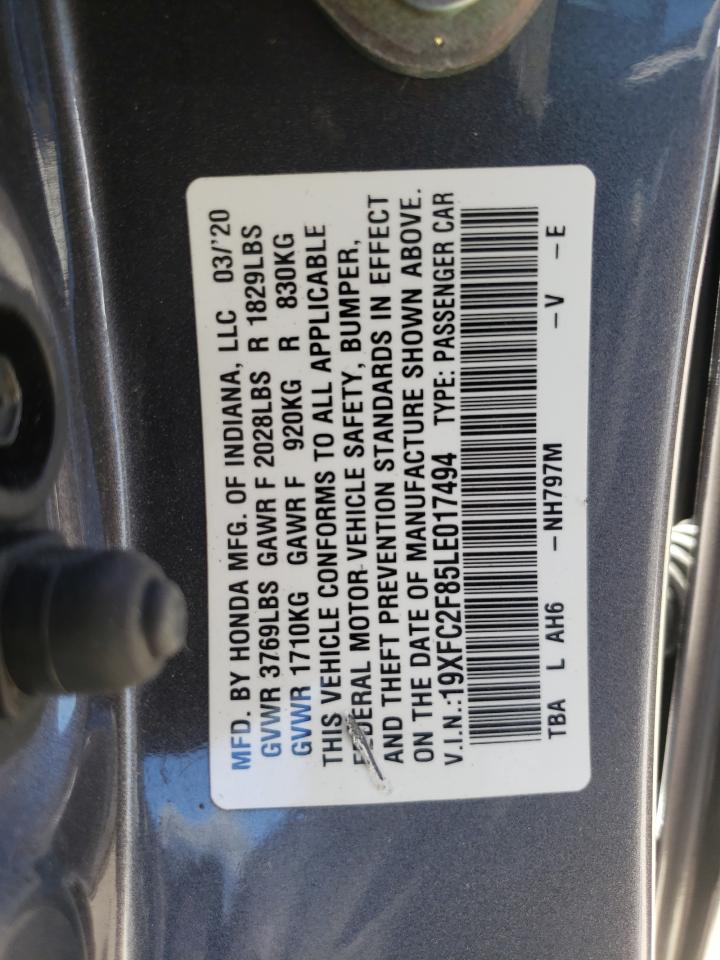 MFD. BY HONDA MFG. OF INDIANA, LLC 03/'20
GVWR 3769LBS GAWR F 2028LBS R 1829LBS
GVWR 1710KG GAWR F 920KG R 830KG
THIS VEHICLE CONFORMS TO ALL APPLICABLE
FEDERAL MOTOR VEHICLE SAFETY, BUMPER,
AND THEFT PREVENTION STANDARDS IN EFFECT
ON THE DATE OF MANUFACTURE SHOWN ABOVE.
V.I.N.:19XFC2F85LE017494 TYPE: PASSENGER CAR
TBA L AH6 -NH797M -V -E